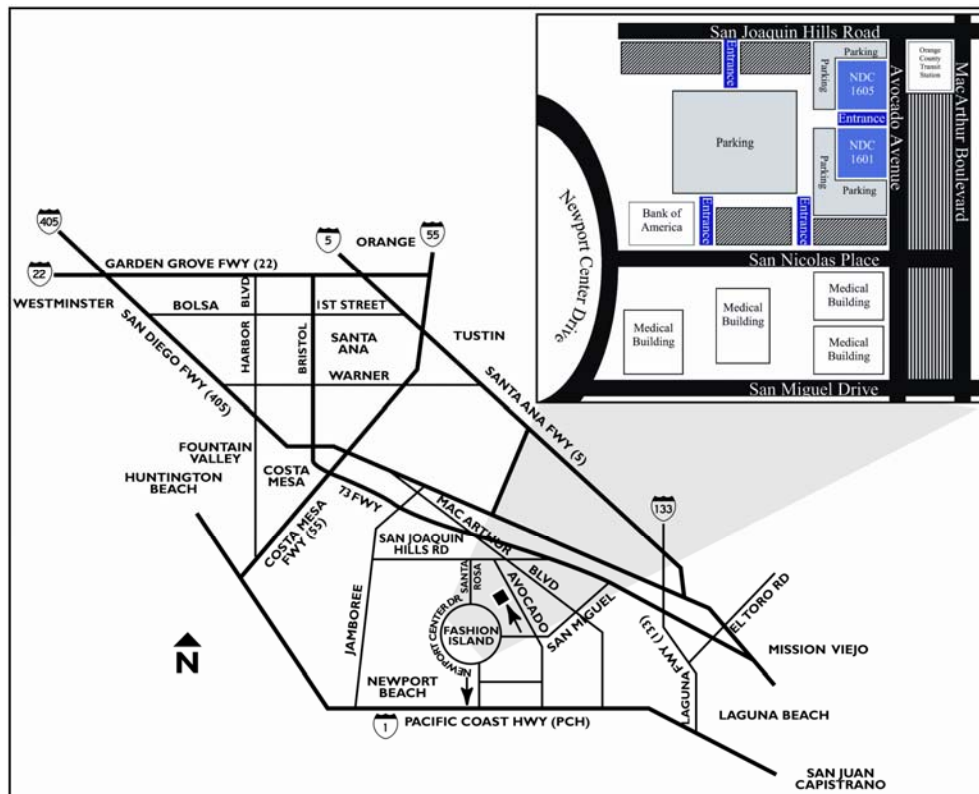 San Joaquin Hills Road
Entrance
Parking
Parking
NDC
1605
Orange
County
Transit
Station
Avocado Avenue
MacArthur Boulevard
Entrance
Parking
NDC
1601
Parking
Parking
Newport Center Drive
Bank of
America
Entrance
Entrance
San Nicolas Place
Medical
Building
Medical
Building
Medical
Building
Medical
Building
San Miguel Drive
405
5
55
ORANGE
22
GARDEN GROVE FWY (22)
WESTMINSTER
BOLSA
HARBOR BLVD
BRISTOL
1ST STREET
SANTA
ANA
TUSTIN
SAN DIEGO FWY (405)
WARNER
SANTA ANA FWY (5)
FOUNTAIN
VALLEY
HUNTINGTON
BEACH
COSTA
MESA
COSTA MESA
FWY (55)
73 FWY
MAC ARTHUR BLVD
133
SAN JOAQUIN
HILLS RD
SANTA
ROSA
AVOCADO
JAMBOREE
NEWPORT CENTER DR
FASHION
ISLAND
NEWPORT
SAN MIGUEL
EL TORO RD
LAGUNA FWY (133)
MISSION VIEJO
N
NEWPORT
BEACH
1
PACIFIC COAST HWY (PCH)
LAGUNA BEACH
SAN JUAN
CAPISTRANO